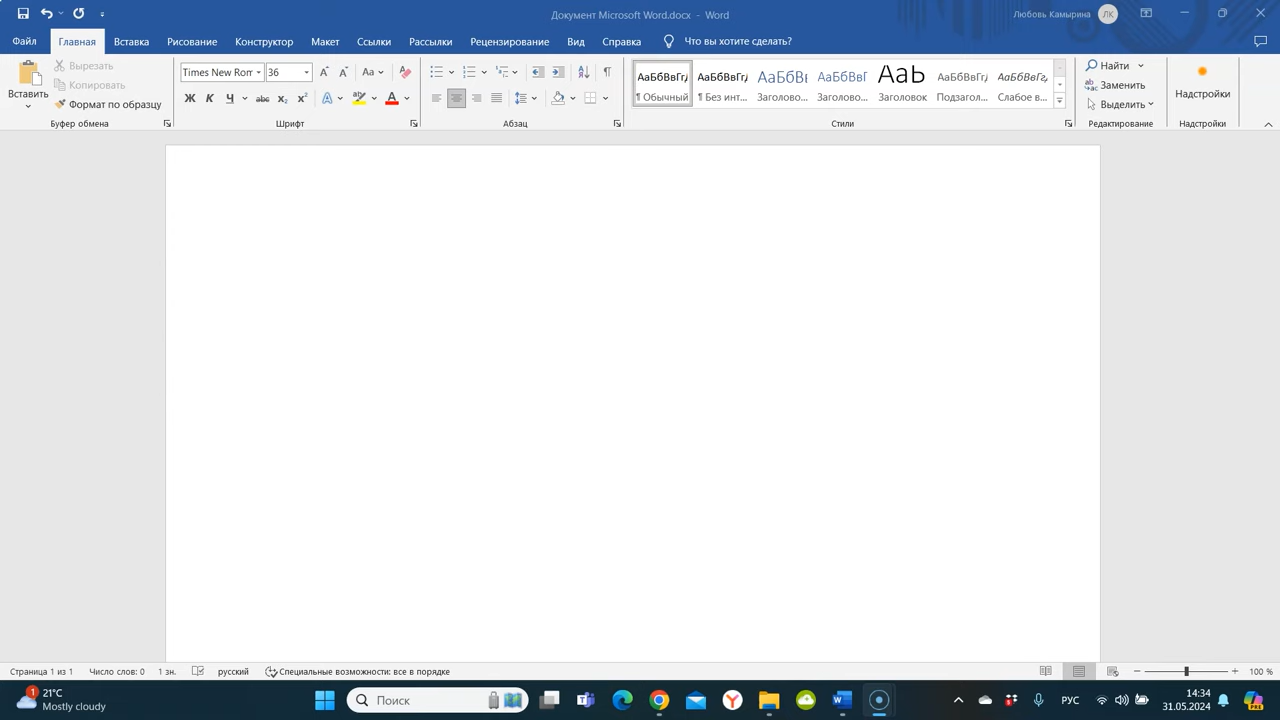 Документ Microsoft Word.docx - Word
Любовь Камырина
ЛК
Файл
Главная
Вставка
Рисование
Конструктор
Макет
Ссылки
Рассылки
Рецензирование
Вид
Справка
Что вы хотите сделать?
Вставить
Вырезать
Копировать
Формат по образцу
Буфер обмена
Times New Rom
36
Aa
Ж К Ч abc x₂ x²
A
A
Шрифт
Абзац
АаБбВвГг,
¶ Обычный
АаБбВвГг,
¶ Без инт...
АаБбВв
Заголово...
АаБбВвГ
Заголово...
АаЬ
Заголовок
АаБбВвГг
Подзагол...
АаБбВвГг
Слабое в...
Стили
Найти
Заменить
Выделить
Редактирование
Надстройки
Надстройки
Страница 1 из 1
Число слов: 0
1 зн.
русский
Специальные возможности: все в порядке
100 %
1
21°C
Mostly cloudy
Поиск
РУС
14:34
31.05.2024